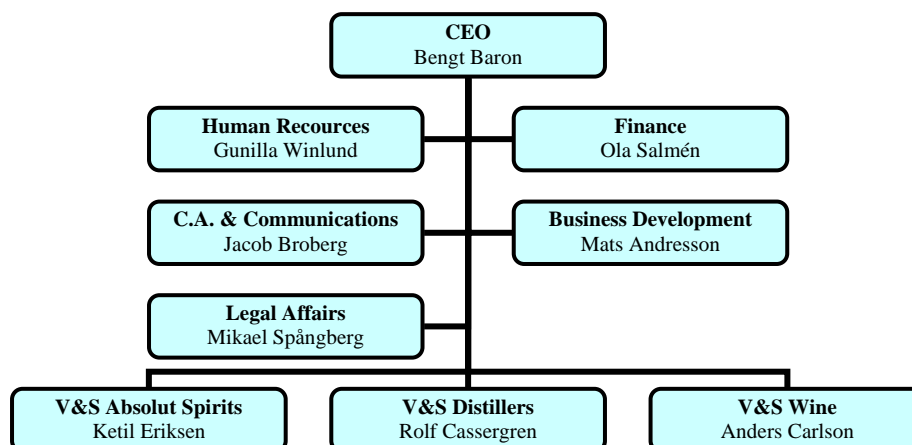 CEO
Bengt Baron
Human Recources
Gunilla Winlund
Finance
Ola Salmén
C.A. & Communications
Jacob Broberg
Business Development
Mats Andresson
Legal Affairs
Mikael Spångberg
V&S Absolut Spirits
Ketil Eriksen
V&S Distillers
Rolf Cassergren
V&S Wine
Anders Carlson